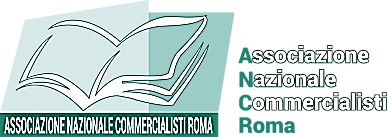 ASSOCIAZIONE NAZIONALE COMMERCIALISTI ROMA
Associazione
Nazionale
Commercialisti
Roma